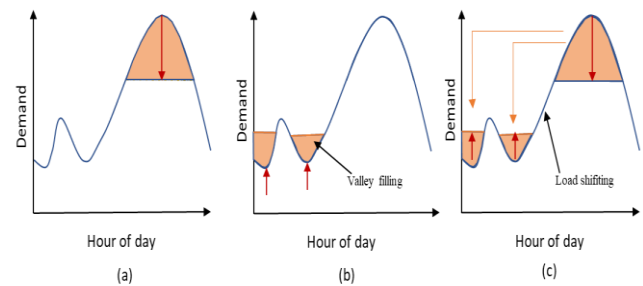 Demand
Hour of day
(a)
Demand
Valley filling
Hour of day
(b)
Demand
Load shifiting
Hour of day
(c)